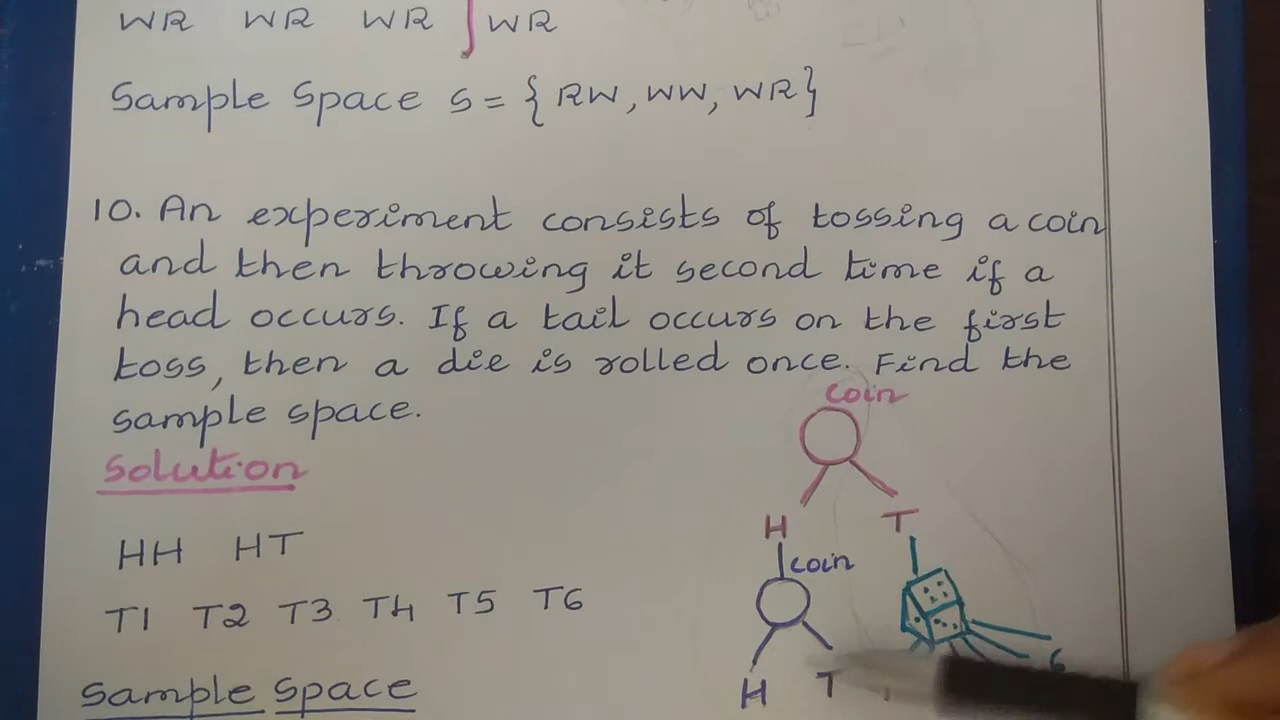 WR WR WR WR
Sample Space S = { RW, WW, WR }
10. An experiment consists of tossing a coin
and then throwing it second time if a
head occurs. If a tail occurs on the first
toss, then a die is rolled once. Find the
sample space.
coin
Solution
H T
HH HT
coin
T1 T2 T3 T4 T5 T6
6
H T
Sample Space